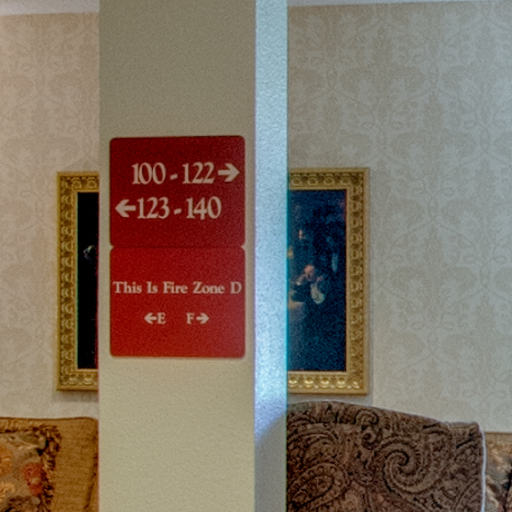 100 - 122→
←123 - 140
This Is Fire Zone D
←E F→